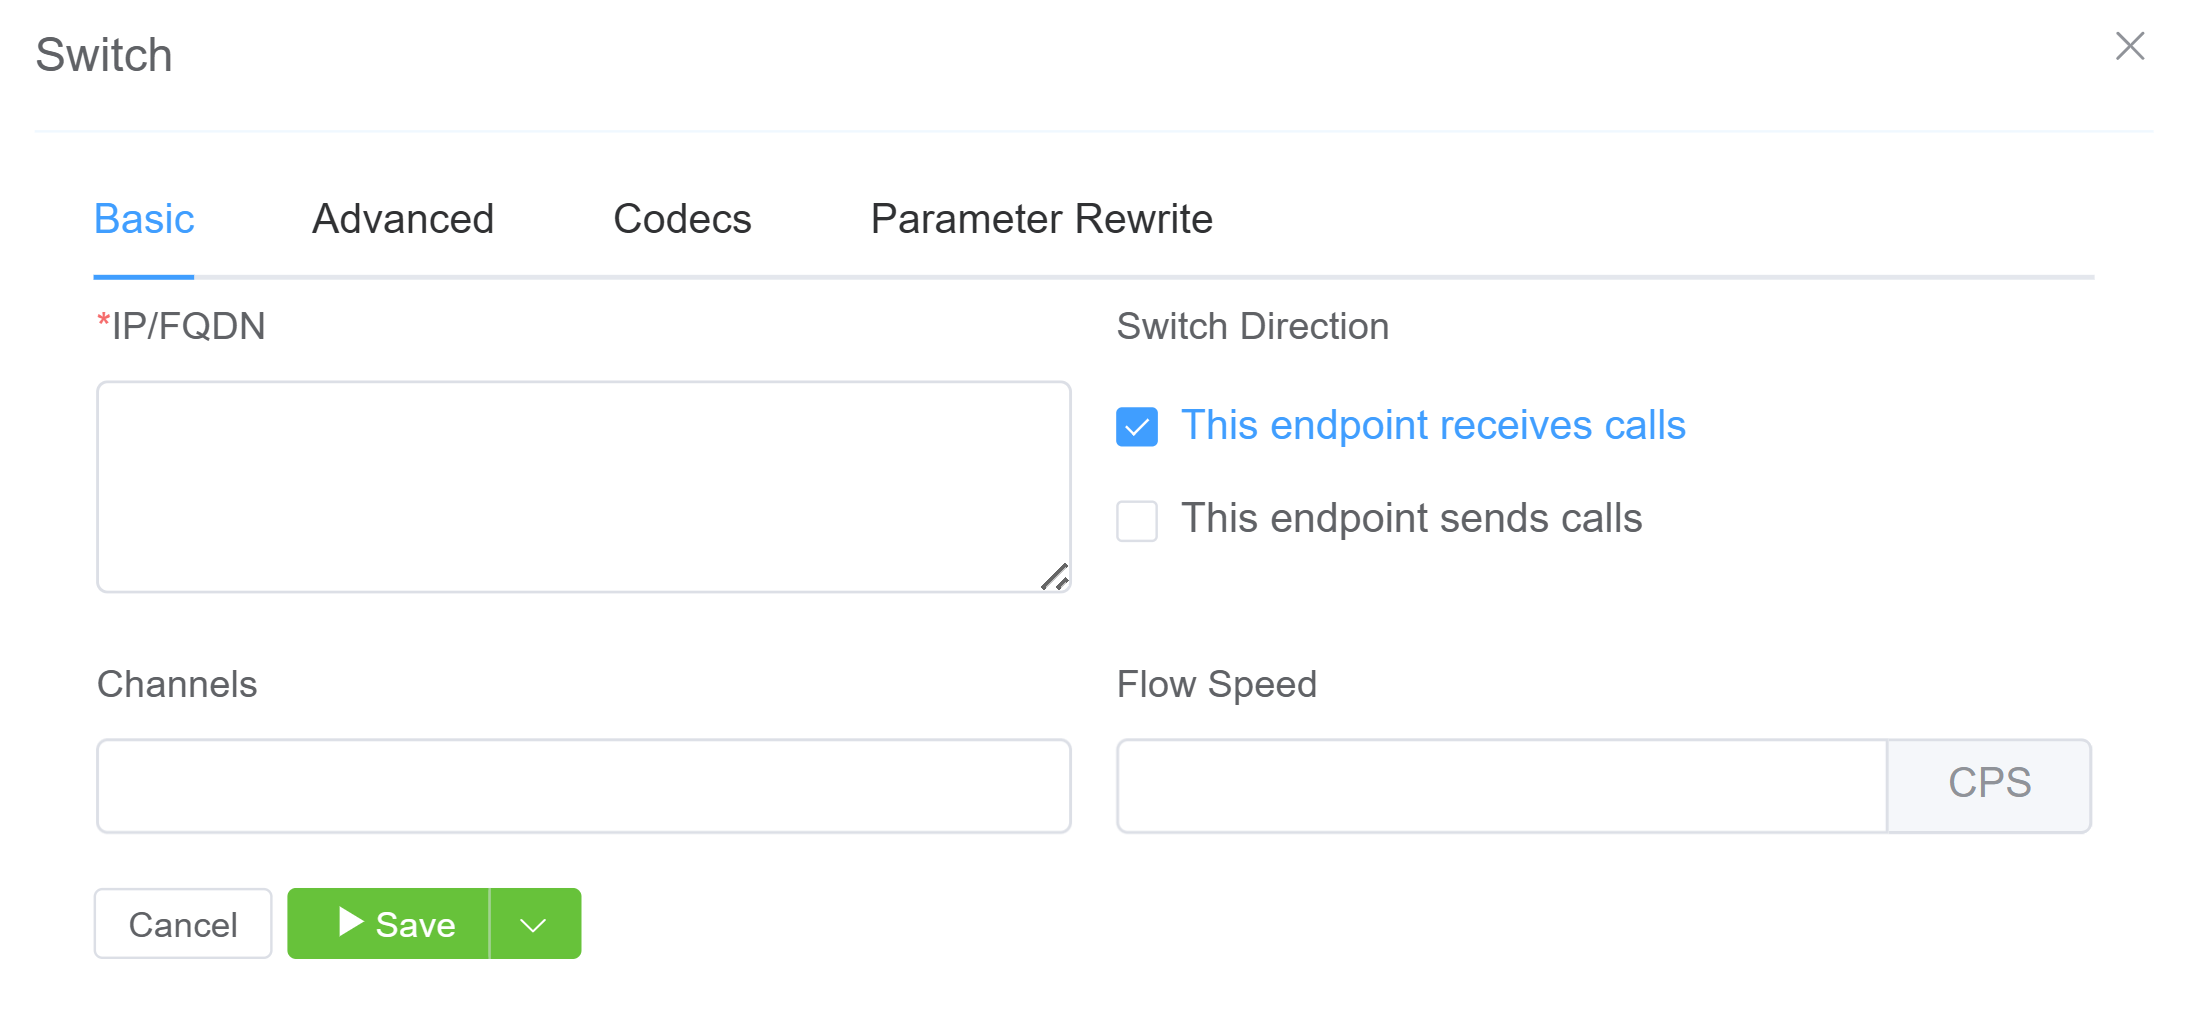 Switch
Basic Advanced Codecs Parameter Rewrite
*IP/FQDN
Switch Direction
This endpoint receives calls
This endpoint sends calls
Channels
Flow Speed
CPS
Cancel Save